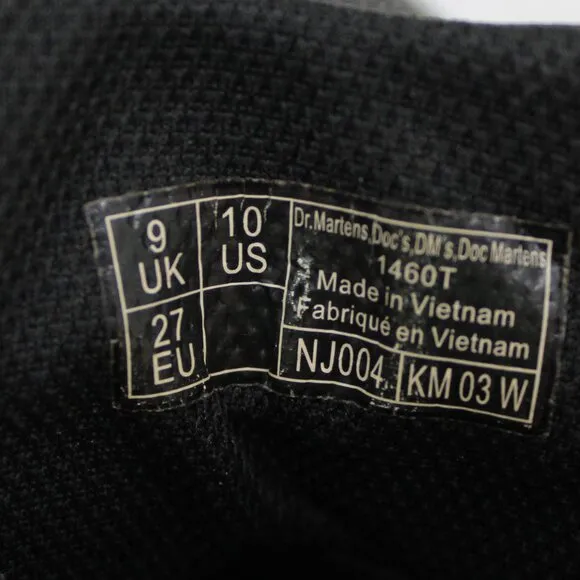 9
UK
10
US
Dr.Martens,Doc's,DM's,Doc Martens
1460T
Made in Vietnam
Fabriqué en Vietnam
27
EU
NJ004
KM 03 W